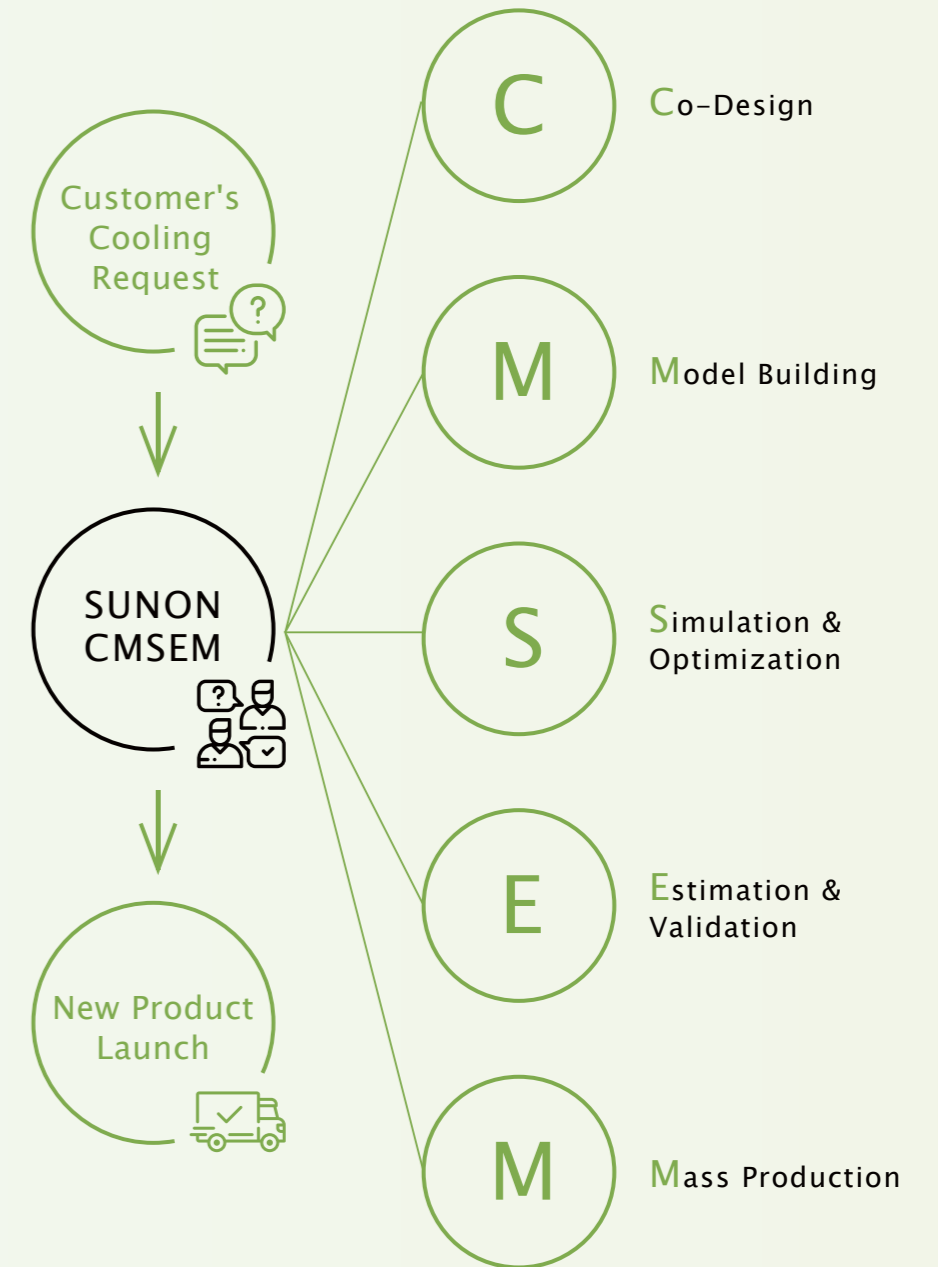 Customer's
Cooling
Request
?
SUNON
CMSEM
?
New Product
Launch
C
Co-Design
M
Model Building
S
Simulation &
Optimization
E
Estimation &
Validation
M
Mass Production